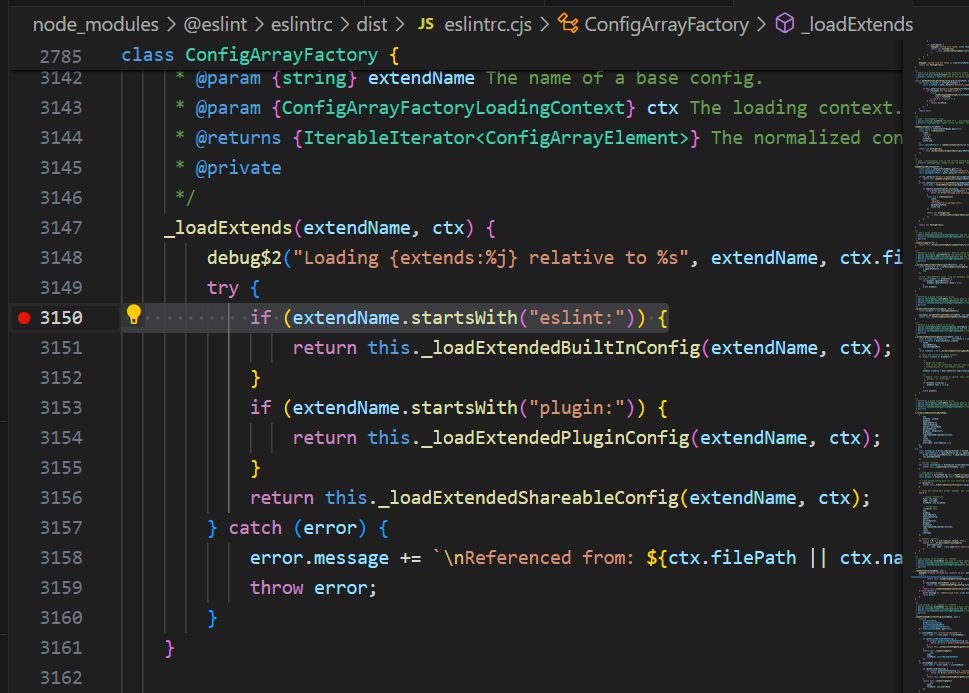 node_modules > @eslint > eslintrc > dist > JS eslintrc.cjs > ConfigArrayFactory > _loadExtends
2785 class ConfigArrayFactory {
3142 * @param {string} extendName The name of a base config.
3143 * @param {ConfigArrayFactoryLoadingContext} ctx The loading context.
3144 * @returns {IterableIterator<ConfigArrayElement>} The normalized con
3145 * @private
3146 */
3147 _loadExtends(extendName, ctx) {
3148 debug$2("Loading {extends:%j} relative to %s", extendName, ctx.fi
3149 try {
3150 if (extendName.startsWith("eslint:")) {
3151 return this._loadExtendedBuiltInConfig(extendName, ctx);
3152 }
3153 if (extendName.startsWith("plugin:")) {
3154 return this._loadExtendedPluginConfig(extendName, ctx);
3155 }
3156 return this._loadExtendedShareableConfig(extendName, ctx);
3157 } catch (error) {
3158 error.message += `\nReferenced from: ${ctx.filePath || ctx.na
3159 throw error;
3160 }
3161 }
3162